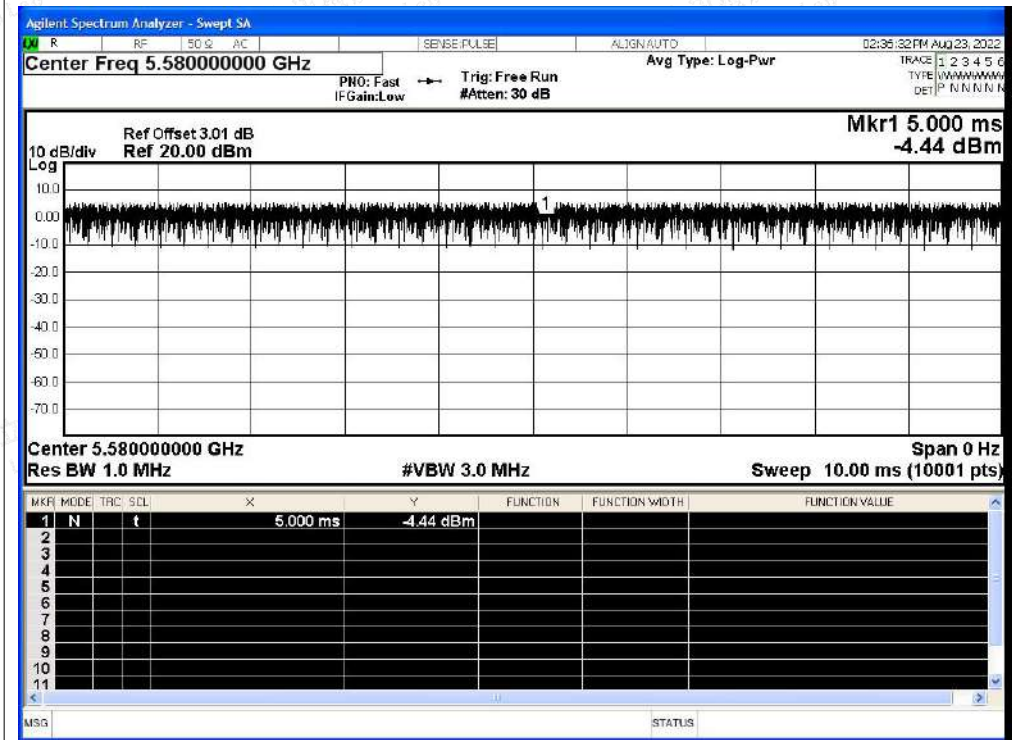 Agilent Spectrum Analyzer - Swept SA
R RF 50 Ω AC SENSE:PULSE ALIGN AUTO 02:36:32 PM Aug 23, 2022
Center Freq 5.580000000 GHz
Avg Type: Log-Pwr
TRACE 1 2 3 4 5 6
PNO: Fast Trig: Free Run TYPE
IFGain:Low #Atten: 30 dB DET P N N N N N
Mkr1 5.000 ms
-4.44 dBm
Ref Offset 3.01 dB
10 dB/div Ref 20.00 dBm
Log
10.0
1
0.00
-10.0
-20.0
-30.0
-40.0
-50.0
-60.0
-70.0
Center 5.580000000 GHz Span 0 Hz
Res BW 1.0 MHz #VBW 3.0 MHz Sweep 10.00 ms (10001 pts)
MKR MODE TRC SCL X Y FUNCTION FUNCTION WIDTH FUNCTION VALUE
1 N t 5.000 ms -4.44 dBm
2
3
4
5
6
7
8
9
10
11
MSG STATUS